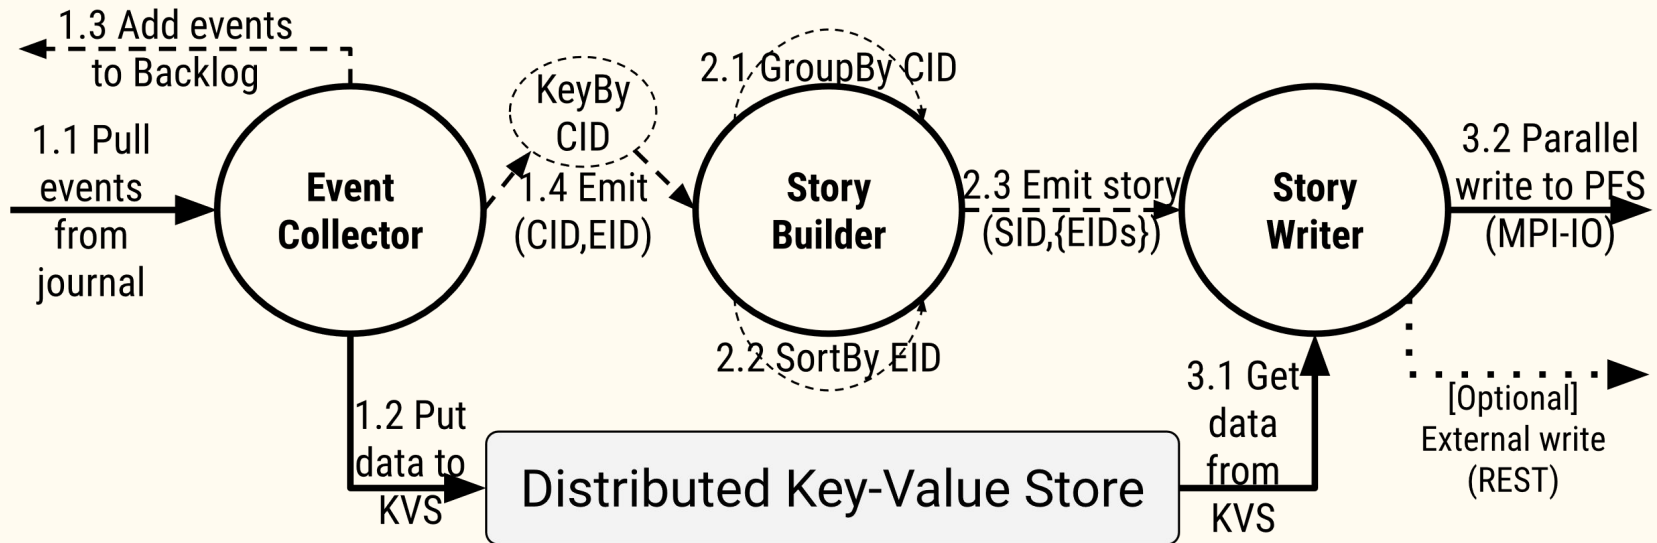 1.3 Add events
to Backlog
1.1 Pull
events
from
journal
Event
Collector
KeyBy
CID
1.4 Emit
(CID,EID)
2.1 GroupBy CID
Story
Builder
2.2 SortBy EID
2.3 Emit story
(SID,{EIDs})
Story
Writer
3.2 Parallel
write to PFS
(MPI-IO)
1.2 Put
data to
KVS
Distributed Key-Value Store
3.1 Get
data
from
KVS
[Optional]
External write
(REST)